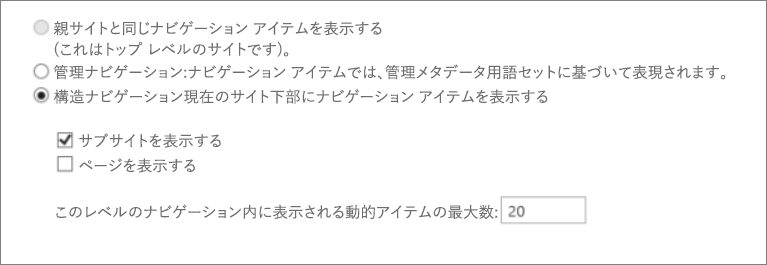 親サイトと同じナビゲーション アイテムを表示する
(これはトップ レベルのサイトです)。
管理ナビゲーション:ナビゲーション アイテムでは、管理メタデータ用語セットに基づいて表現されます。
構造ナビゲーション現在のサイト下部にナビゲーション アイテムを表示する
サブサイトを表示する
ページを表示する
このレベルのナビゲーション内に表示される動的アイテムの最大数: 20